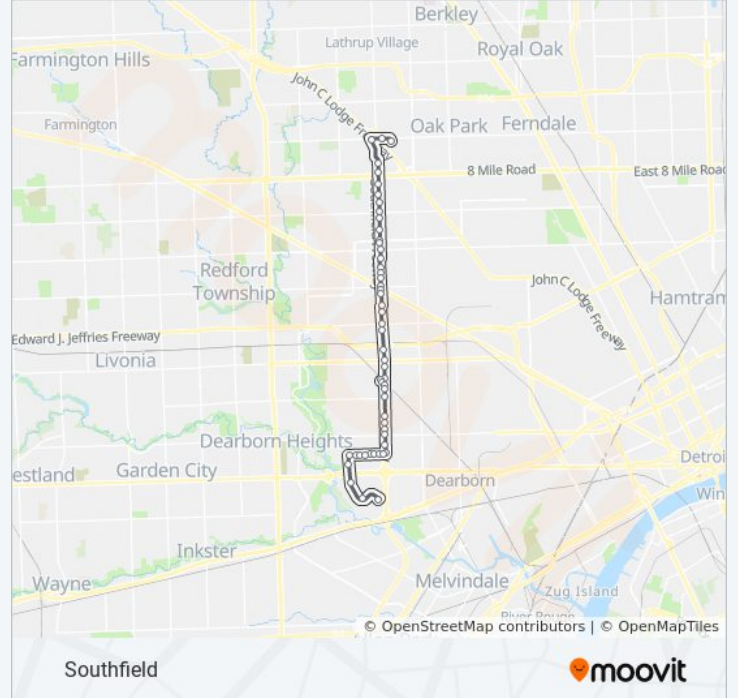 Berkley
Lathrup Village
Royal Oak
Farmington Hills
John C Lodge Freeway
Farmington
Oak Park
Ferndale
8 Mile Road
East 8 Mile Road
Redford
Township
John C Lodge Freeway
Hamtram
Edward J. Jeffries Freeway
Livonia
Dearborn Heights
estland
Garden City
Detroi
Dearborn
Win
Inkster
Wayne
Melvindale
Zug Island
River Rouge
© OpenStreetMap contributors | © OpenMapTiles
Southfield
moovit